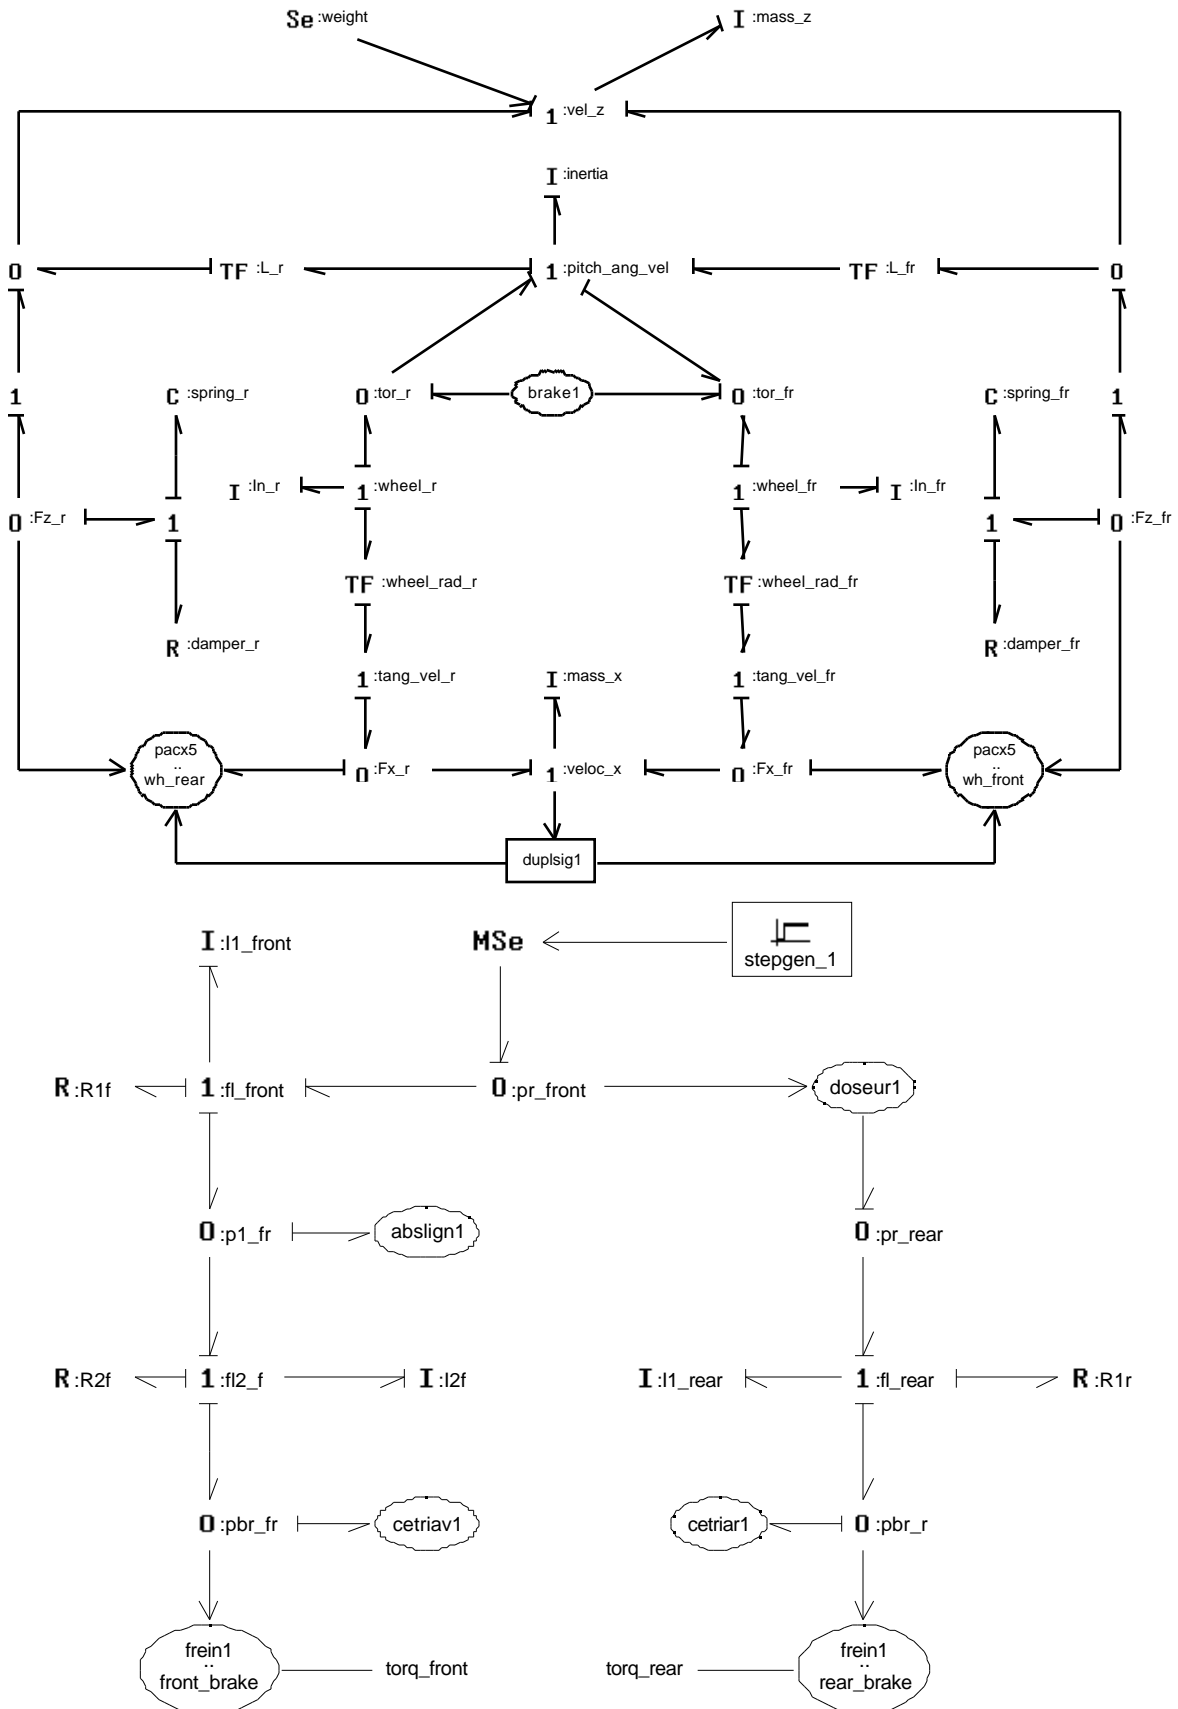 Se :weight
I :mass_z
1 :vel_z
I :inertia
0
TF :L_r
1 :pitch_ang_vel
TF :L_fr
0
1
C :spring_r
0 :tor_r
brake1
0 :tor_fr
C :spring_fr
1
I :In_r
1 :wheel_r
1 :wheel_fr
I :In_fr
0 :Fz_r
1
1
0 :Fz_fr
TF :wheel_rad_r
TF :wheel_rad_fr
R :damper_r
R :damper_fr
1 :tang_vel_r
I :mass_x
1 :tang_vel_fr
pacx5
..
wh_rear
0 :Fx_r
1 :veloc_x
0 :Fx_fr
pacx5
..
wh_front
duplsig1
I :I1_front
MSe
stepgen_1
R :R1f
1 :fl_front
0 :pr_front
doseur1
0 :p1_fr
abslign1
0 :pr_rear
R :R2f
1 :fl2_f
I :I2f
I :I1_rear
1 :fl_rear
R :R1r
0 :pbr_fr
cetriav1
cetriar1
0 :pbr_r
frein1
..
front_brake
torq_front
torq_rear
frein1
..
rear_brake